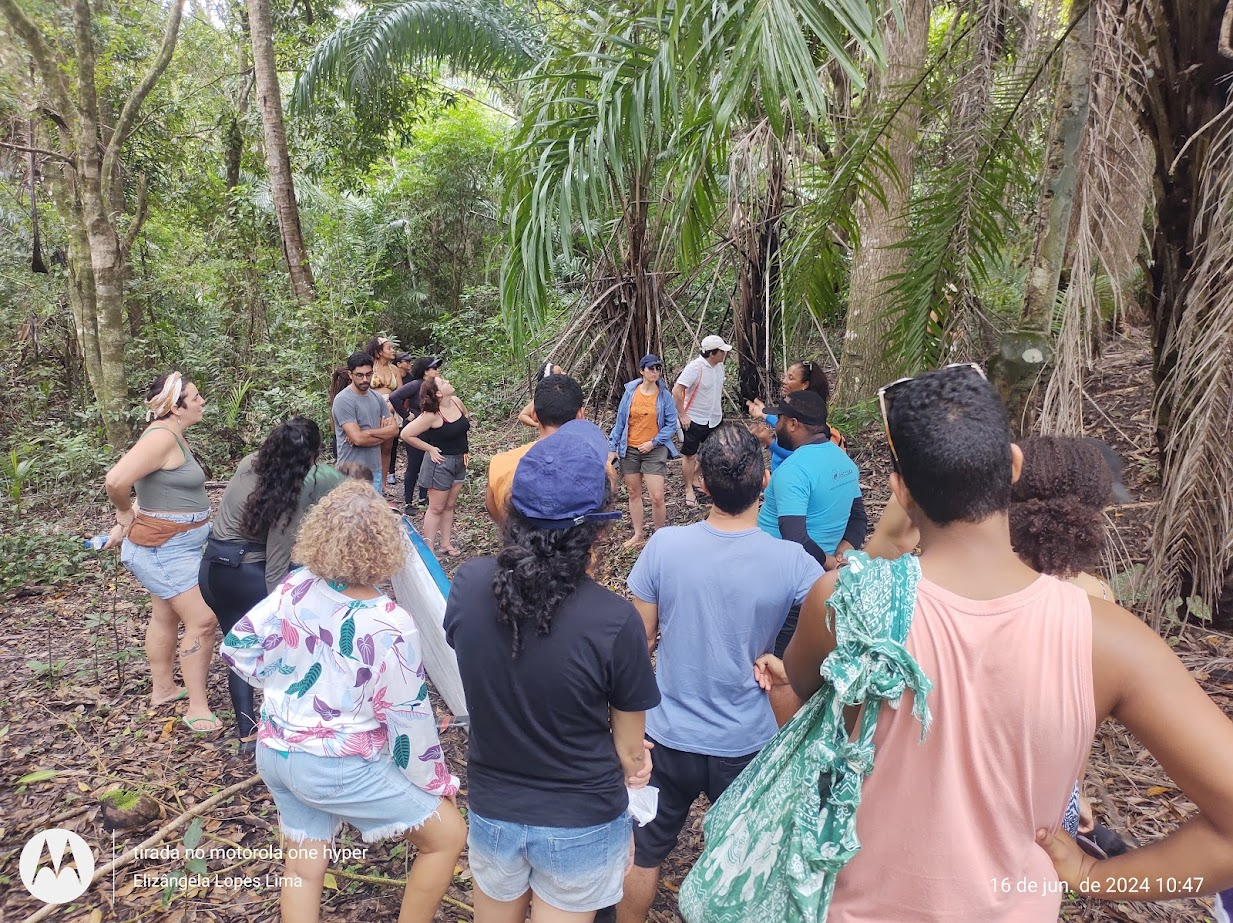 tirada no motorola one hyper
Elizângela Lopes Lima
16 de jun. de 2024 10:47